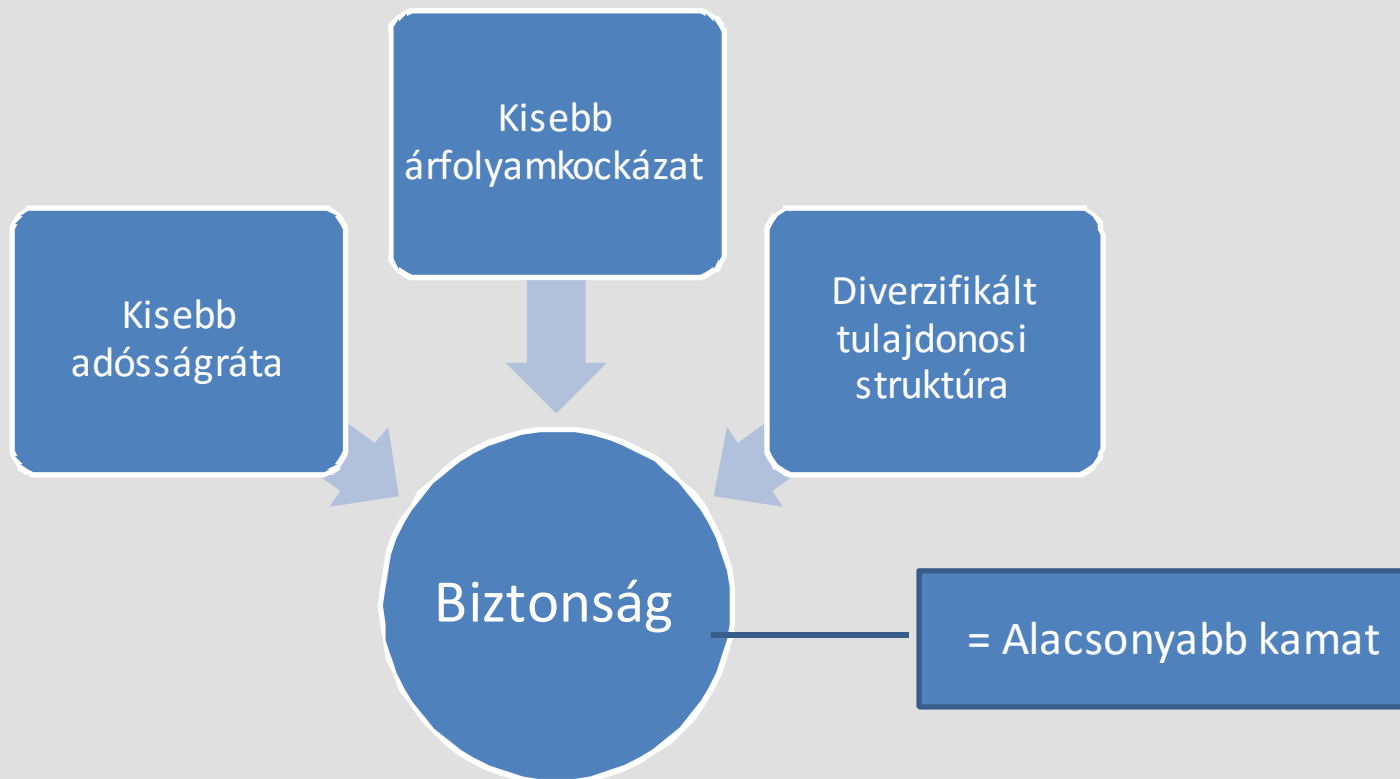 Kisebb
árfolyamkockázat
Kisebb
adósságráta
Diverzifikált
tulajdonosi
struktúra
Biztonság
= Alacsonyabb kamat